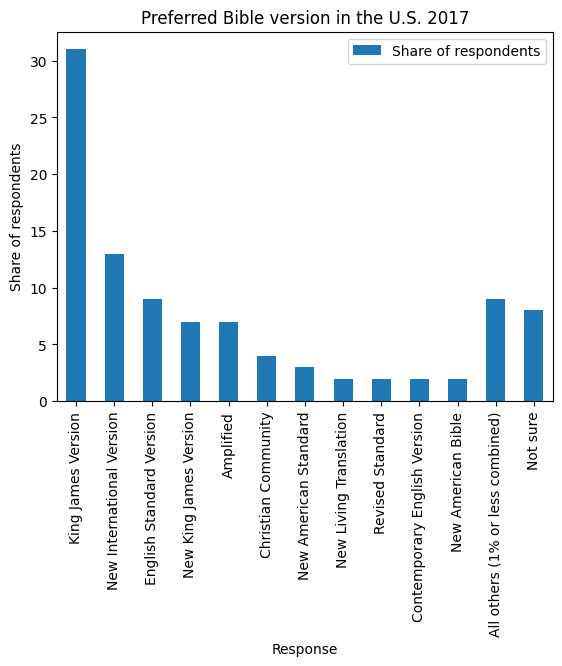 Preferred Bible version in the U.S. 2017
Share of respondents
Share of respondents
30
25
20
15
10
5
0
King James Version
New International Version
English Standard Version
New King James Version
Amplified
Christian Community
New American Standard
New Living Translation
Revised Standard
Contemporary English Version
New American Bible
All others (1% or less combined)
Not sure
Response